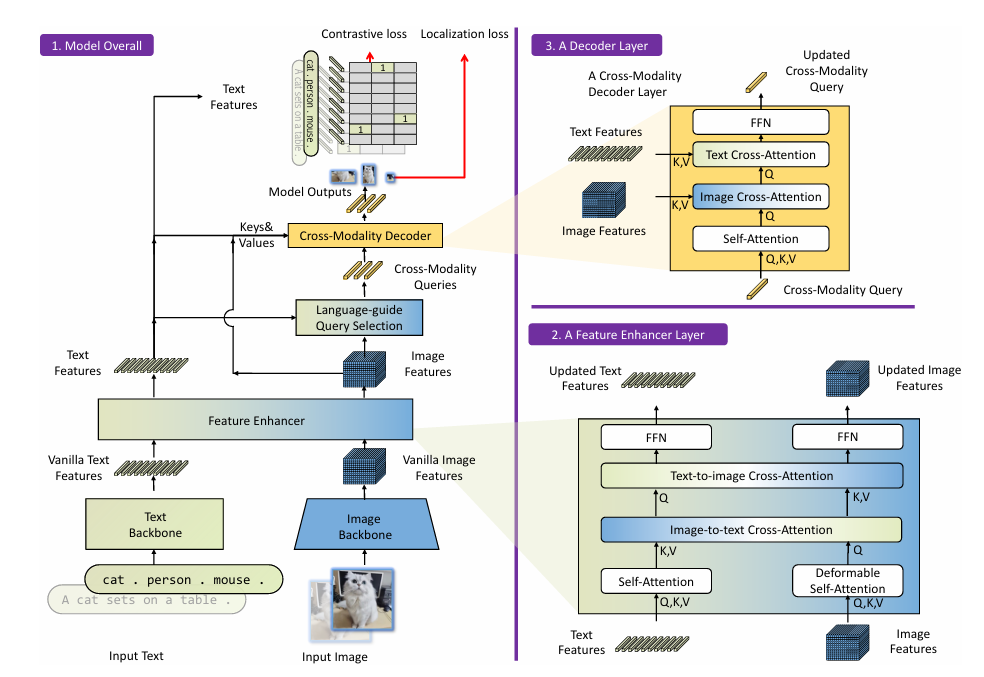 1. Model Overall
Contrastive loss
Localization loss
cat . person . mouse .
A cat sets on a table .
1
1
1
1
Text
Features
Model Outputs
Keys&
Values
Cross-Modality Decoder
Cross-Modality
Queries
Language-guide
Query Selection
Text
Features
Image
Features
Feature Enhancer
Vanilla Text
Features
Vanilla Image
Features
Text
Backbone
Image
Backbone
cat . person . mouse .
A cat sets on a table .
Input Text
Input Image
3. A Decoder Layer
A Cross-Modality
Decoder Layer
Updated
Cross-Modality
Query
FFN
Text Features
Text Cross-Attention
K,V
Q
Image Cross-Attention
K,V
Q
Image Features
Self-Attention
Q,K,V
Cross-Modality Query
2. A Feature Enhancer Layer
Updated Text
Features
Updated Image
Features
FFN
FFN
Text-to-image Cross-Attention
Q
K,V
Image-to-text Cross-Attention
K,V
Q
Self-Attention
Deformable
Self-Attention
Q,K,V
Q,K,V
Text
Features
Image
Features